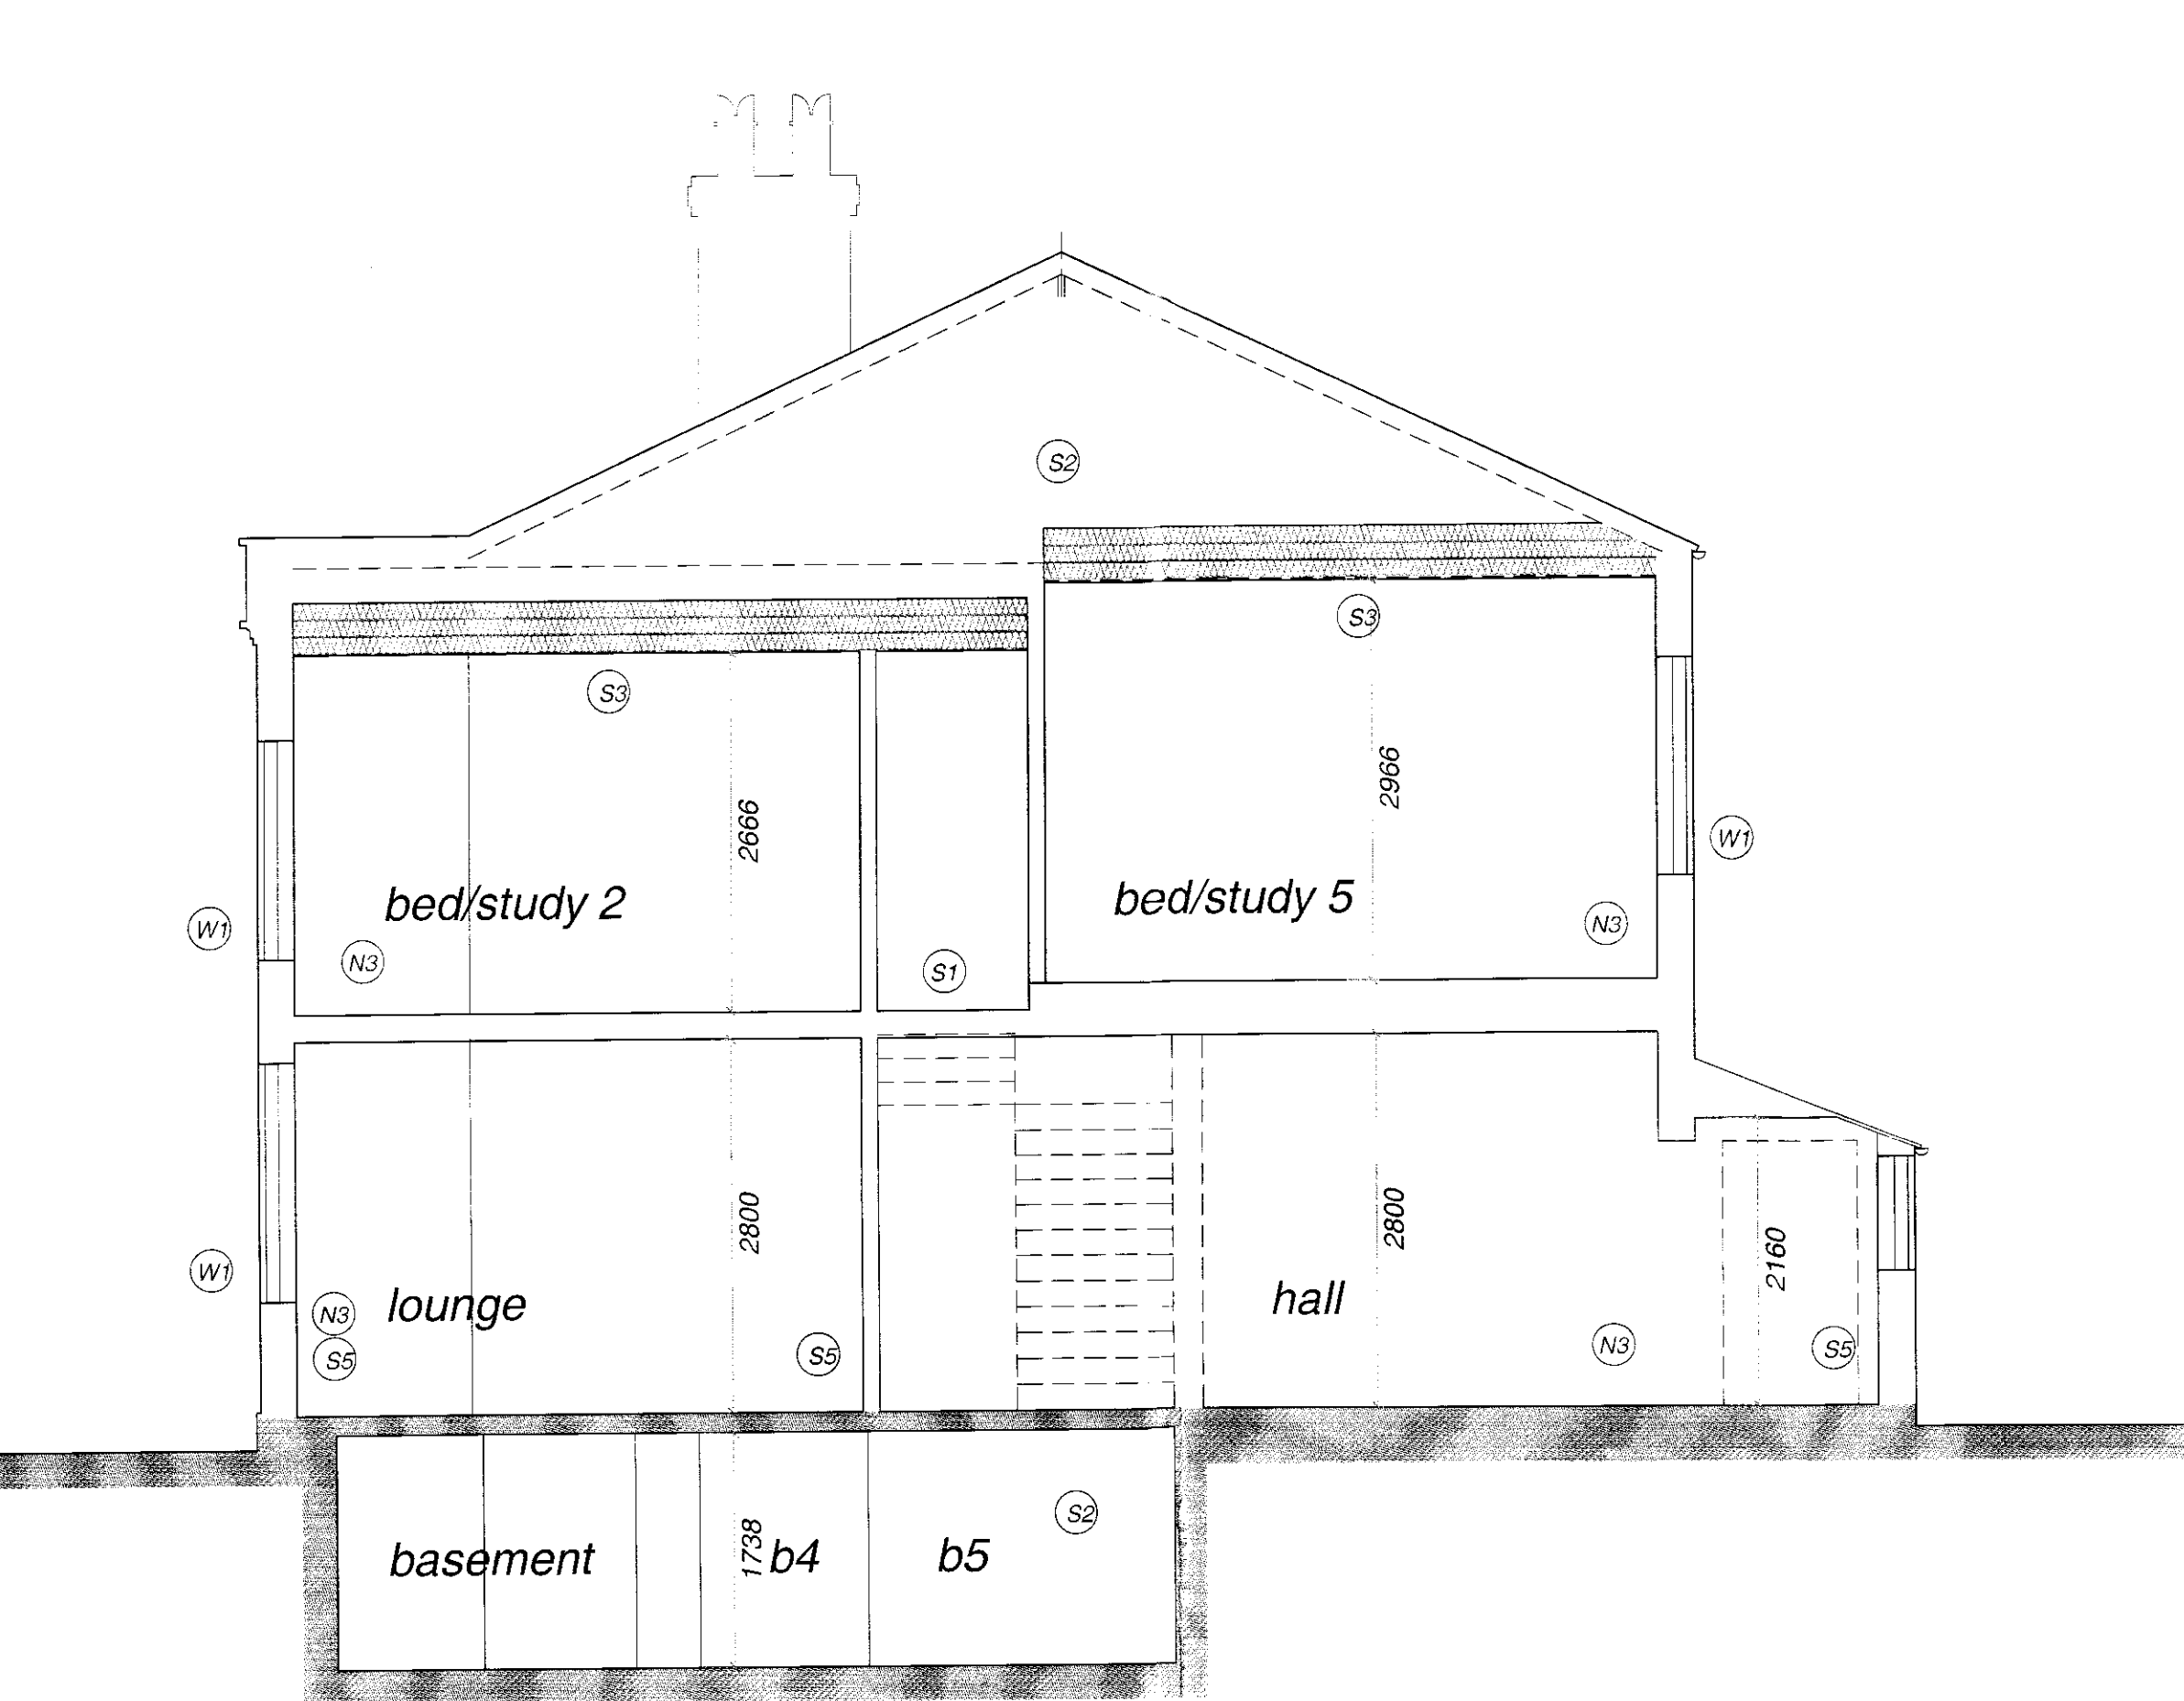 S2
S3
S3
2966
2666
W1
bed/study 2
bed/study 5
W1
N3
N3
S1
2800
2800
2160
W1
lounge
hall
N3
S5
S5
N3
S5
S2
1738
basement
b4
b5